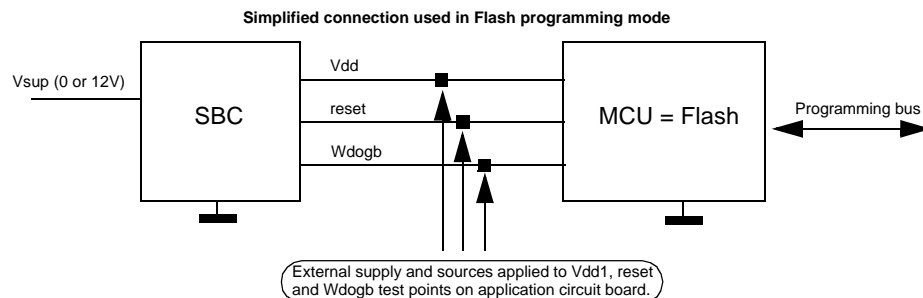 Simplified connection used in Flash programming mode
Vdd
Vsup (0 or 12V)
reset
SBC
MCU = Flash
Programming bus
Wdogb
External supply and sources applied to Vdd1, reset
and Wdogb test points on application circuit board.